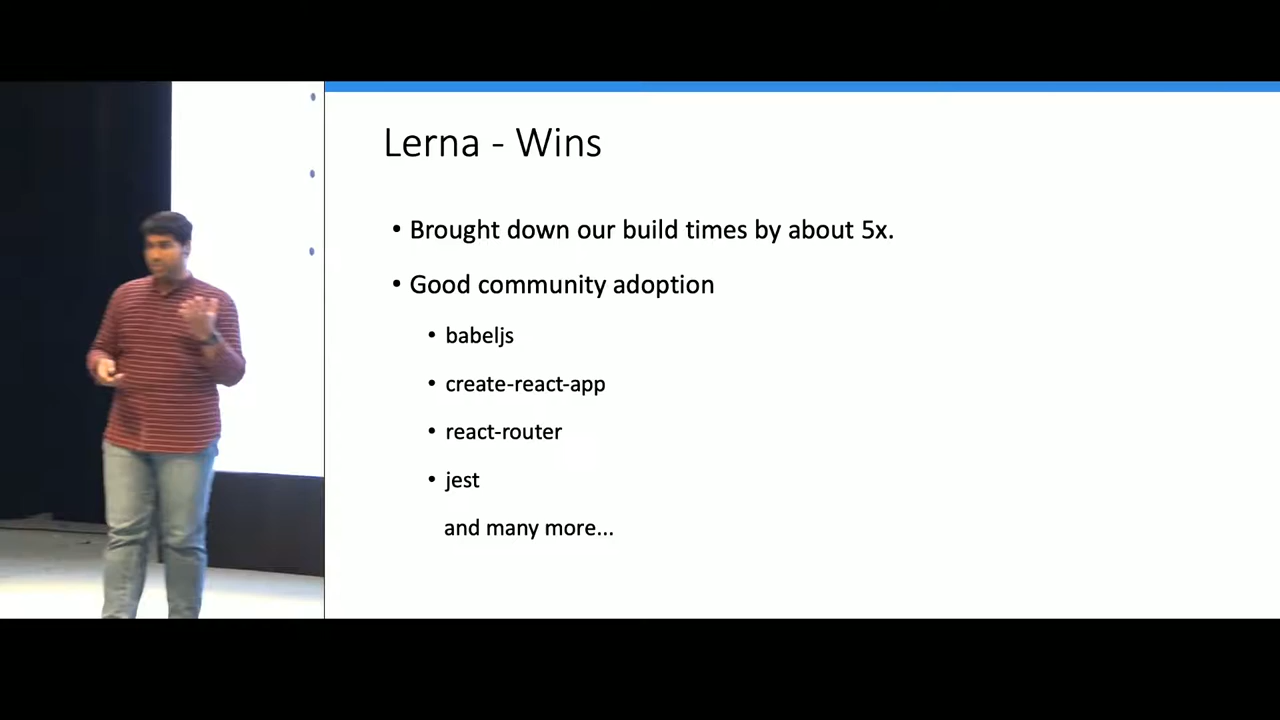 Lerna - Wins
• Brought down our build times by about 5x.
• Good community adoption
• babeljs
• create-react-app
• react-router
• jest
and many more...